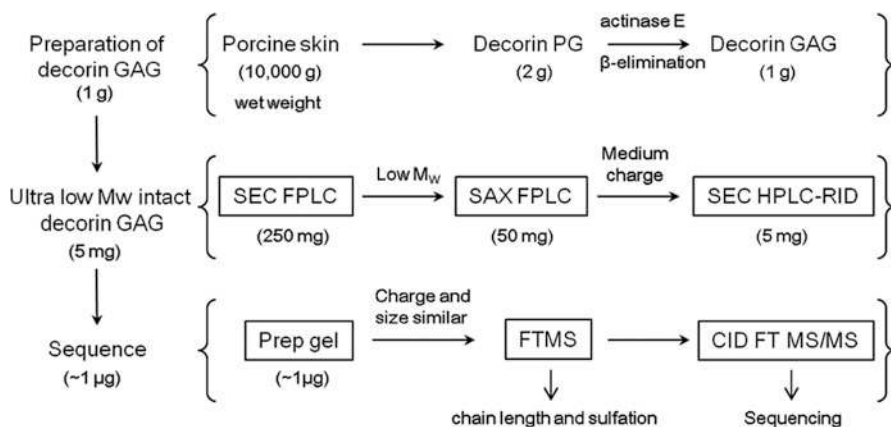 Preparation of
decorin GAG
(1 g)
Porcine skin
(10,000 g)
wet weight
Decorin PG
(2 g)
actinase E
β-elimination
Decorin GAG
(1 g)
Ultra low Mw intact
decorin GAG
(5 mg)
SEC FPLC
(250 mg)
Low Mw
SAX FPLC
(50 mg)
Medium
charge
SEC HPLC-RID
(5 mg)
Sequence
(~1 µg)
Prep gel
(~1µg)
Charge and
size similar
FTMS
chain length and sulfation
CID FT MS/MS
Sequencing